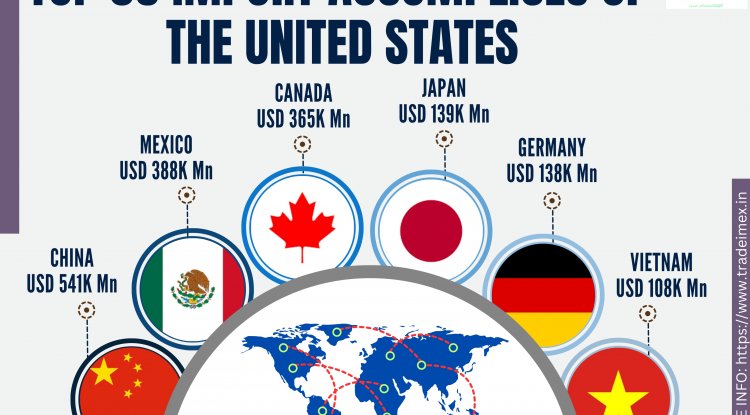 THE UNITED STATES
JAPAN
USD 139K Mn
CANADA
USD 365K Mn
MEXICO
USD 388K Mn
GERMANY
USD 138K Mn
CHINA
USD 541K Mn
VIETNAM
USD 108K Mn
INFO: https://www.tradeimex.in